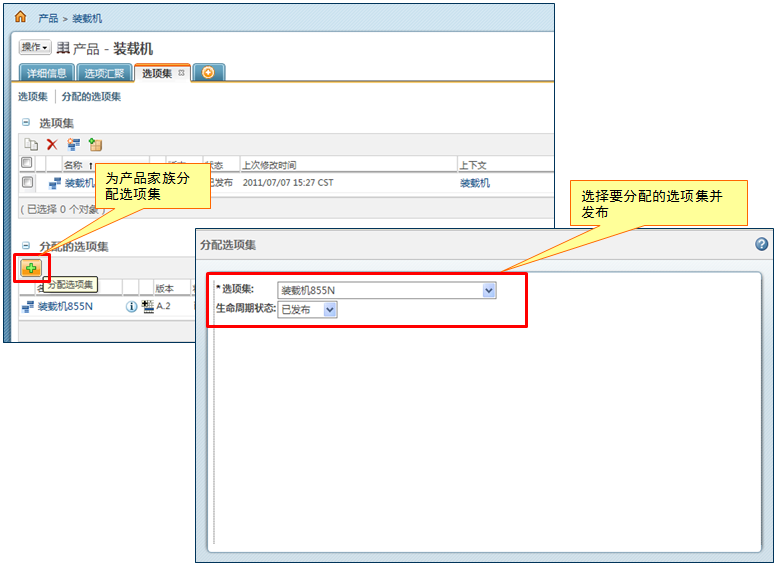 产品 > 装载机
操作 产品 - 装载机
详细信息 选项汇聚 选项集
选项集 分配的选项集
选项集
名称 状态 上次修改时间 上下文
装载机 已发布 2011/07/07 15:27 CST 装载机
(已选择 0 个对象)
为产品家族分
配选项集
选择要分配的选项集并
发布
分配的选项集
分配选项集
版本
装载机855N A.2
分配选项集
*选项集: 装载机855N
生命周期状态: 已发布